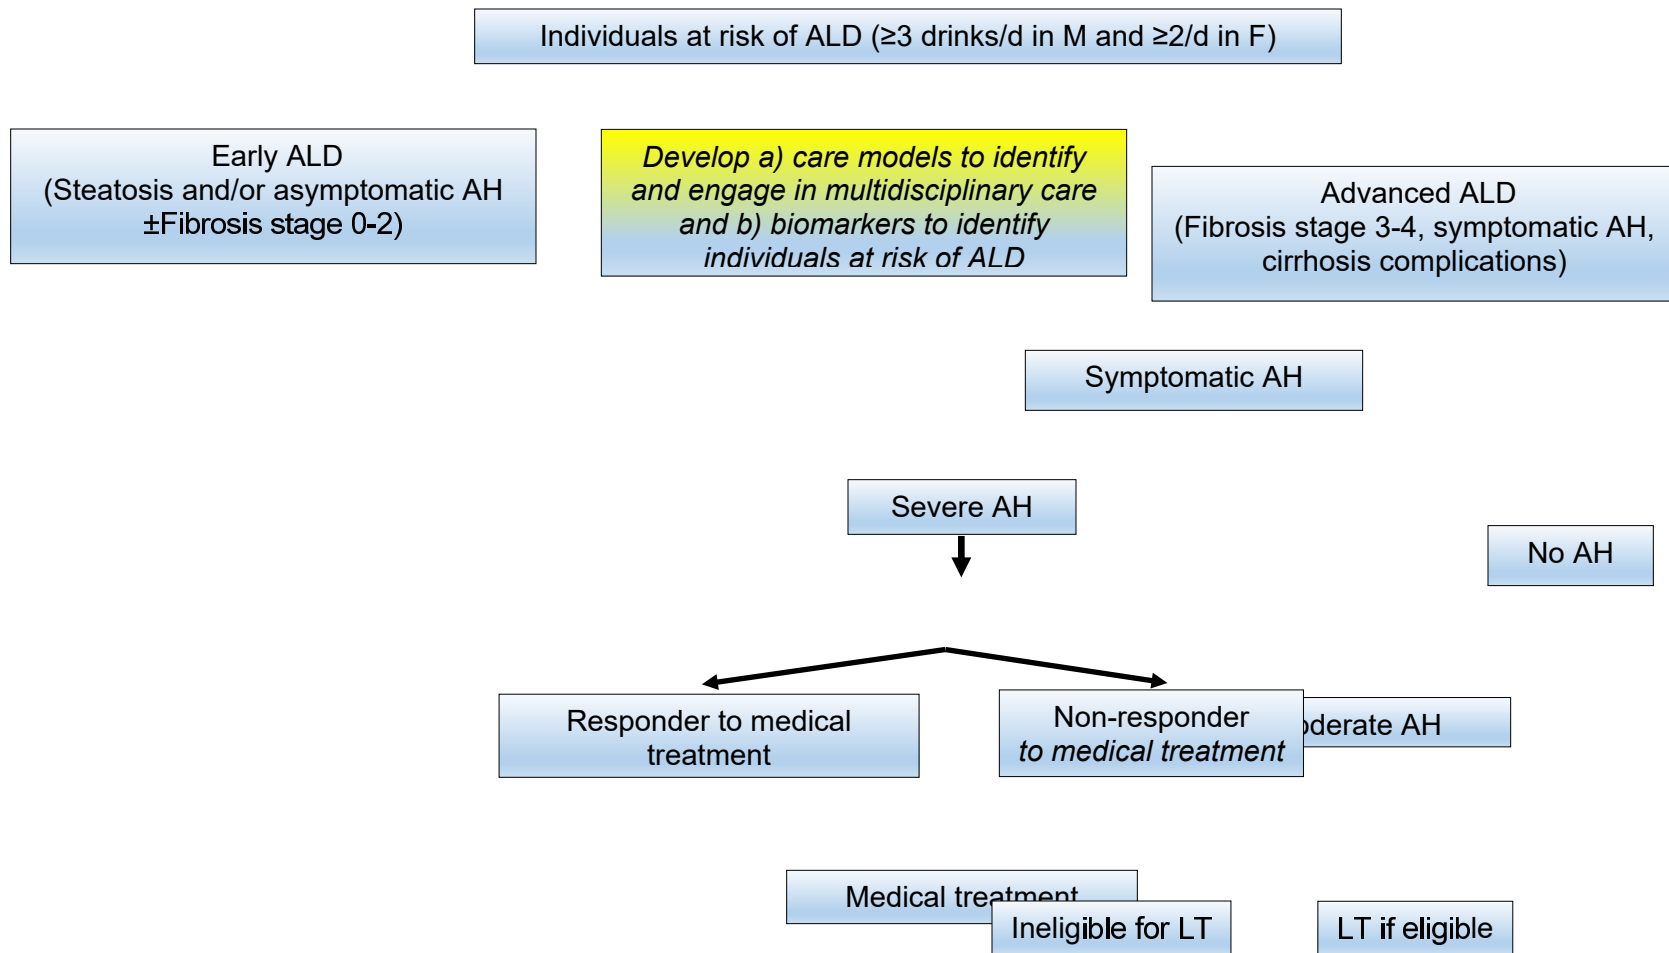 Individuals at risk of ALD (≥3 drinks/d in M and ≥2/d in F)
Early ALD
(Steatosis and/or asymptomatic AH
±Fibrosis stage 0-2)
Develop a) care models to identify
and engage in multidisciplinary care
and b) biomarkers to identify
individuals at risk of ALD
Advanced ALD
(Fibrosis stage 3-4, symptomatic AH,
cirrhosis complications)
Symptomatic AH
Severe AH
No AH
Responder to medical
treatment
Non-responder
to medical treatment
AH
Medical treatment
Ineligible for LT
LT if eligible